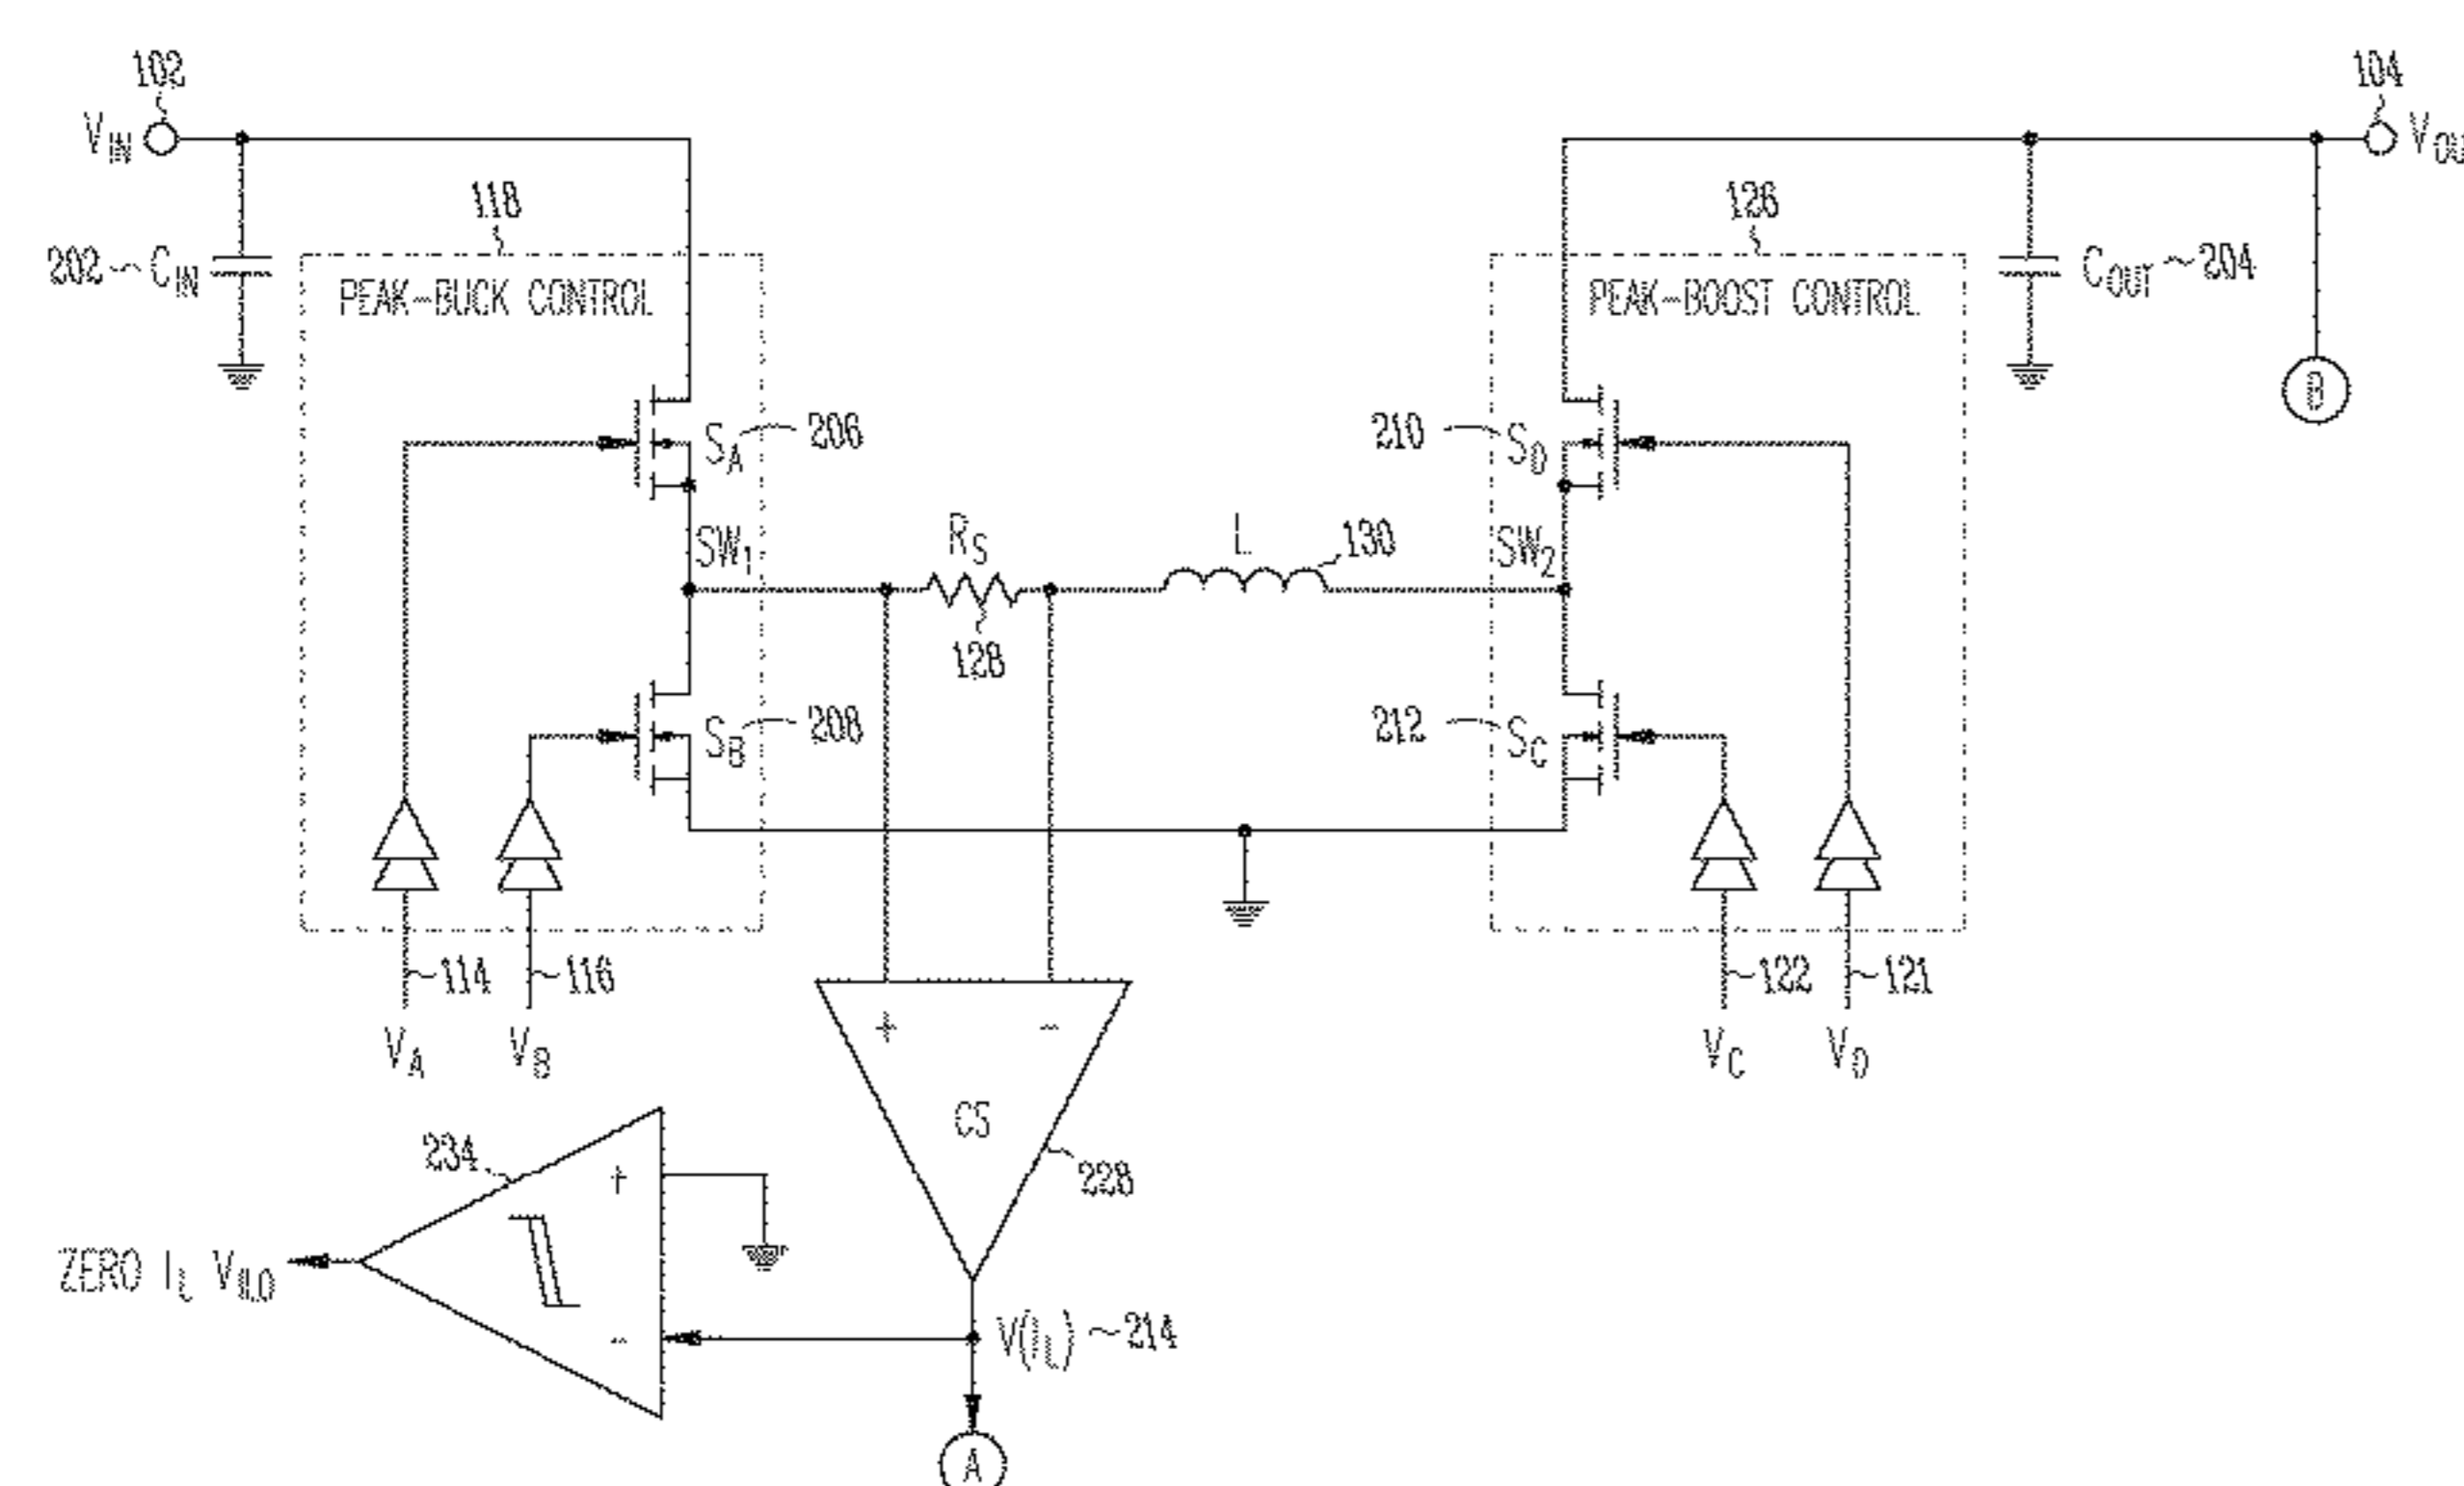 102
104
V_IN
V_OU
118
126
202 ~ C_IN
PEAK-BUCK CONTROL
PEAK-BOOST CONTROL
C_OUT ~ 204
B
S_A 206
210 S_D
SW_1
R_S
L
130
SW_2
128
S_B 208
212 S_C
114
116
122
121
V_A
V_B
V_C
V_D
+
-
CS
228
234
+
-
ZERO I_L V_IL0
V(I_L) ~ 214
A